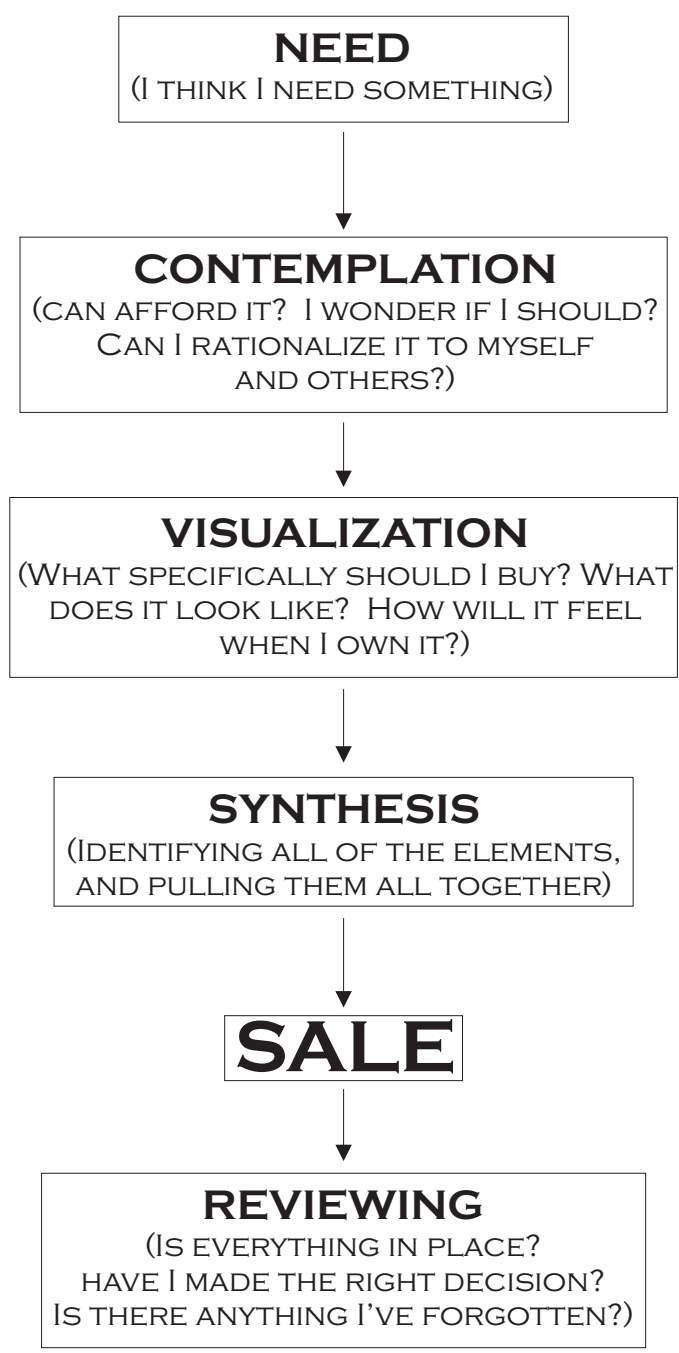 NEED
(I THINK I NEED SOMETHING)
CONTEMPLATION
(CAN AFFORD IT? I WONDER IF I SHOULD?
CAN I RATIONALIZE IT TO MYSELF
AND OTHERS?)
VISUALIZATION
(WHAT SPECIFICALLY SHOULD I BUY? WHAT
DOES IT LOOK LIKE? HOW WILL IT FEEL
WHEN I OWN IT?)
SYNTHESIS
(IDENTIFYING ALL OF THE ELEMENTS,
AND PULLING THEM ALL TOGETHER)
SALE
REVIEWING
(IS EVERYTHING IN PLACE?
HAVE I MADE THE RIGHT DECISION?
IS THERE ANYTHING I'VE FORGOTTEN?)